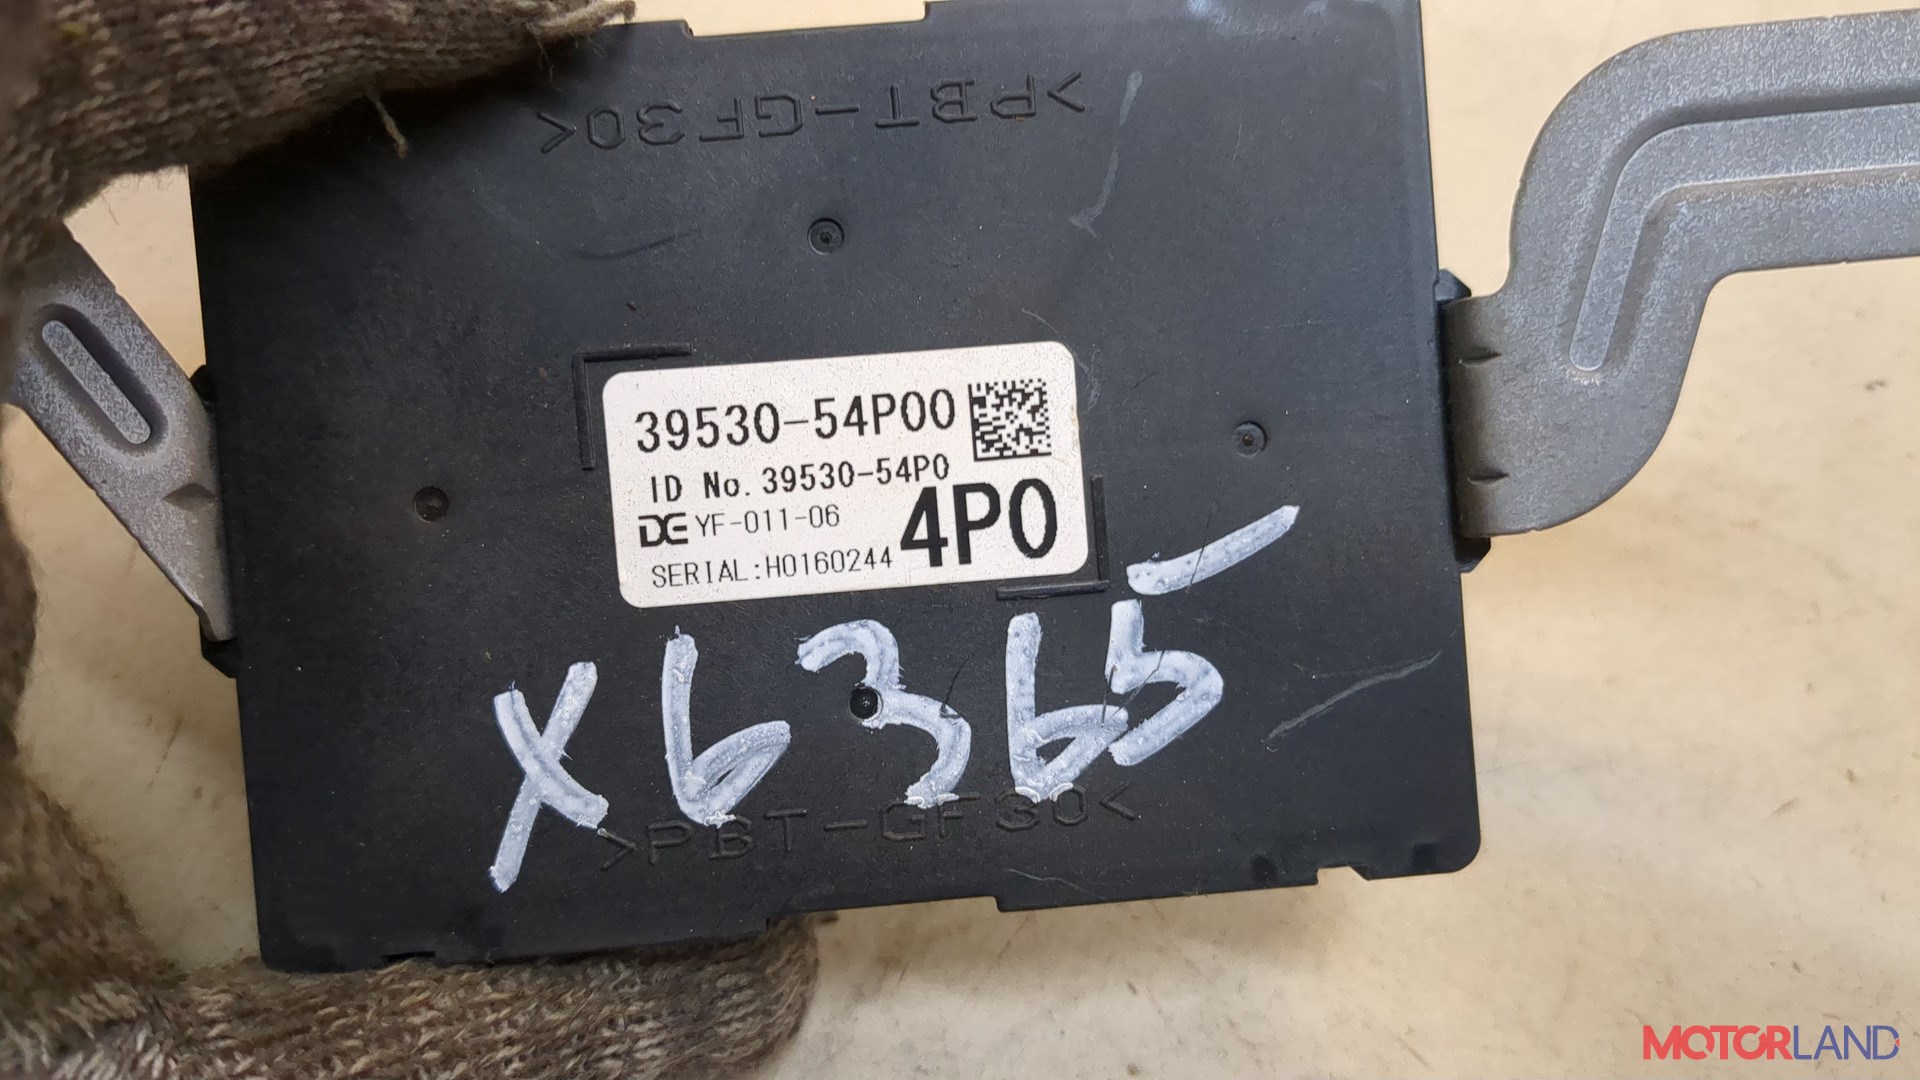 >PBT-GF30<
39530-54P00
ID No. 39530-54P0
DE YF-011-06
4P0
SERIAL:H0160244
X6365
>PBT-GF30<
MOTORLAND